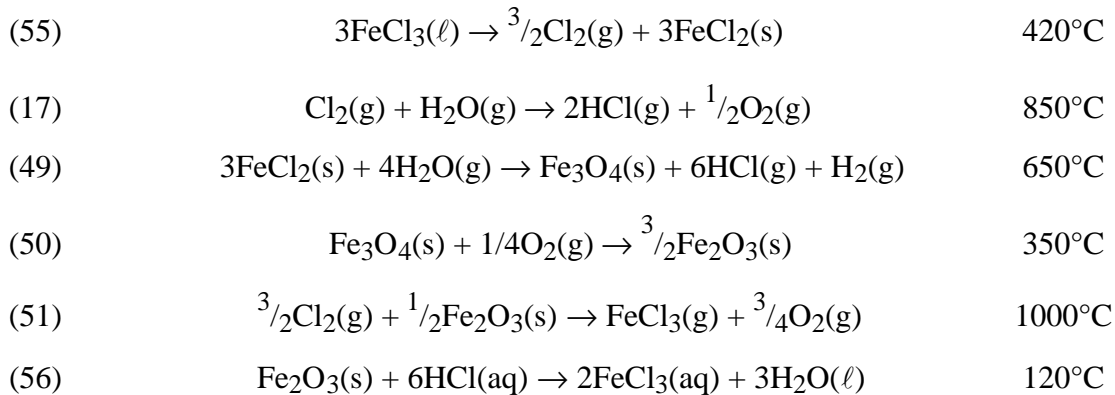 (55) 3FeCl₃(ℓ) → ³/₂Cl₂(g) + 3FeCl₂(s) 420°C
(17) Cl₂(g) + H₂O(g) → 2HCl(g) + ¹/₂O₂(g) 850°C
(49) 3FeCl₂(s) + 4H₂O(g) → Fe₃O₄(s) + 6HCl(g) + H₂(g) 650°C
(50) Fe₃O₄(s) + 1/4O₂(g) → ³/₂Fe₂O₃(s) 350°C
(51) ³/₂Cl₂(g) + ¹/₂Fe₂O₃(s) → FeCl₃(g) + ³/₄O₂(g) 1000°C
(56) Fe₂O₃(s) + 6HCl(aq) → 2FeCl₃(aq) + 3H₂O(ℓ) 120°C